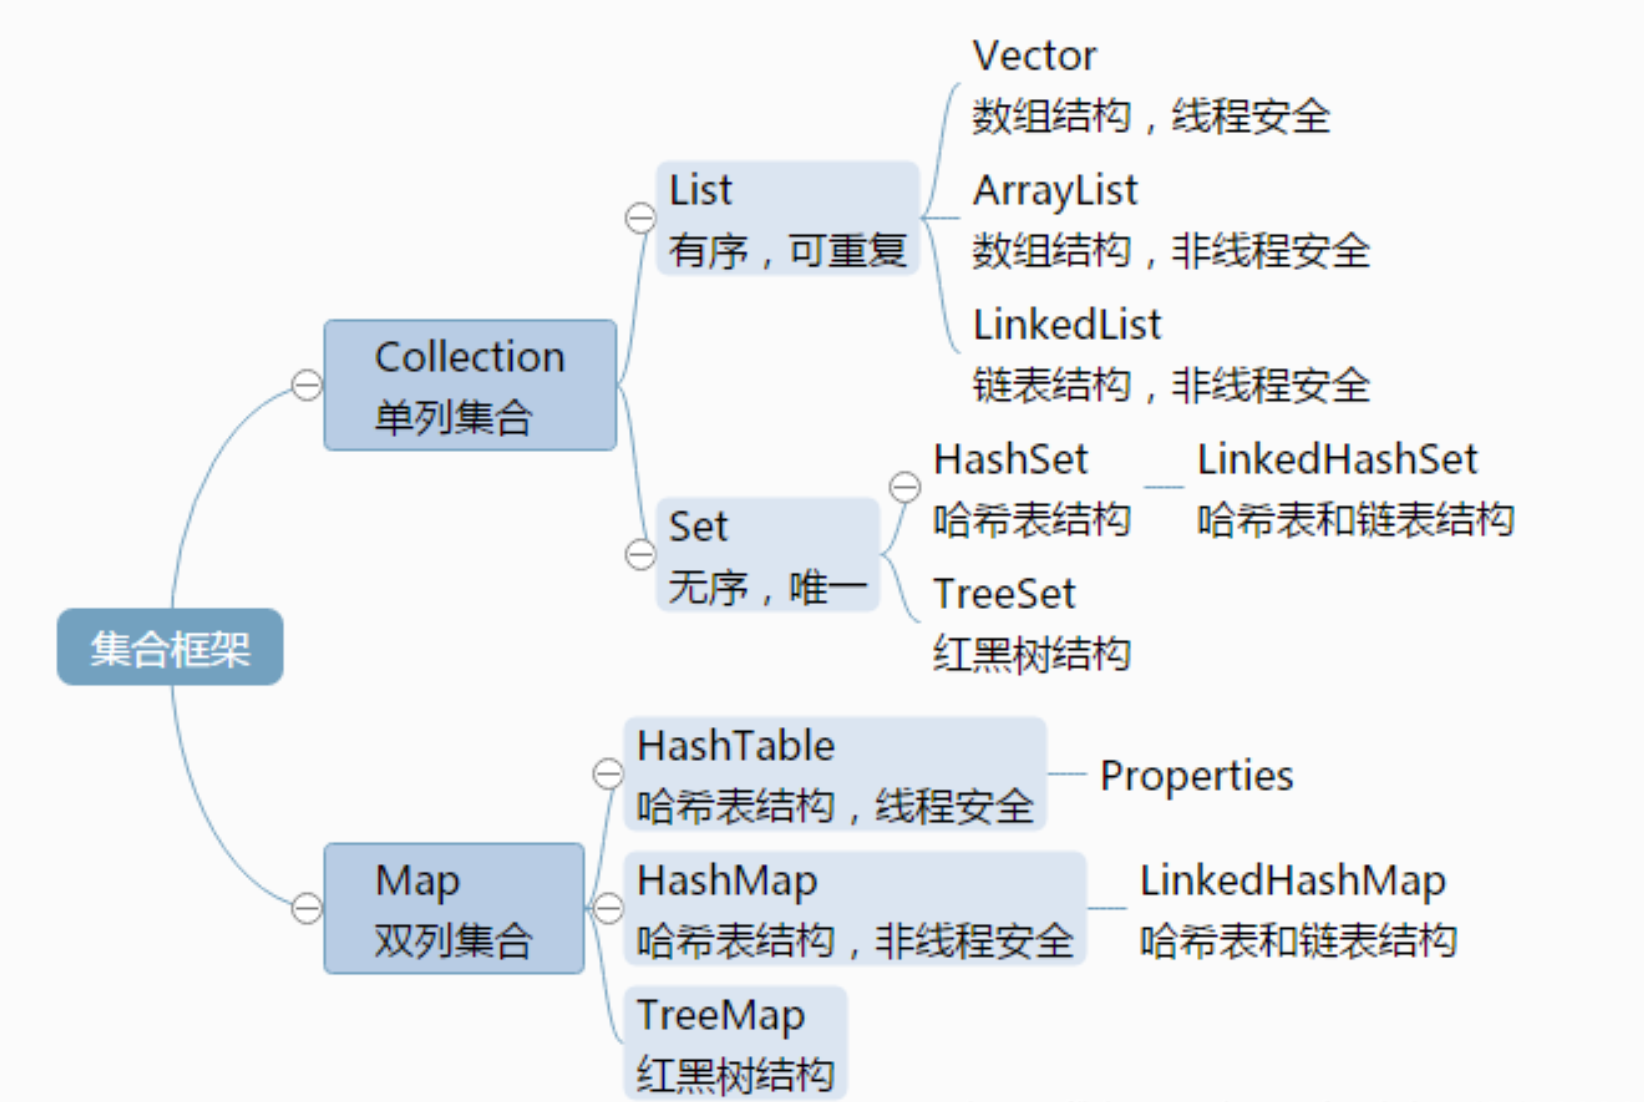 Vector
数组结构，线程安全
List
有序，可重复
ArrayList
数组结构，非线程安全
LinkedList
链表结构，非线程安全
Collection
单列集合
Set
无序，唯一
HashSet
哈希表结构
LinkedHashSet
哈希表和链表结构
TreeSet
红黑树结构
集合框架
HashTable
哈希表结构，线程安全
Properties
Map
双列集合
HashMap
哈希表结构，非线程安全
LinkedHashMap
哈希表和链表结构
TreeMap
红黑树结构